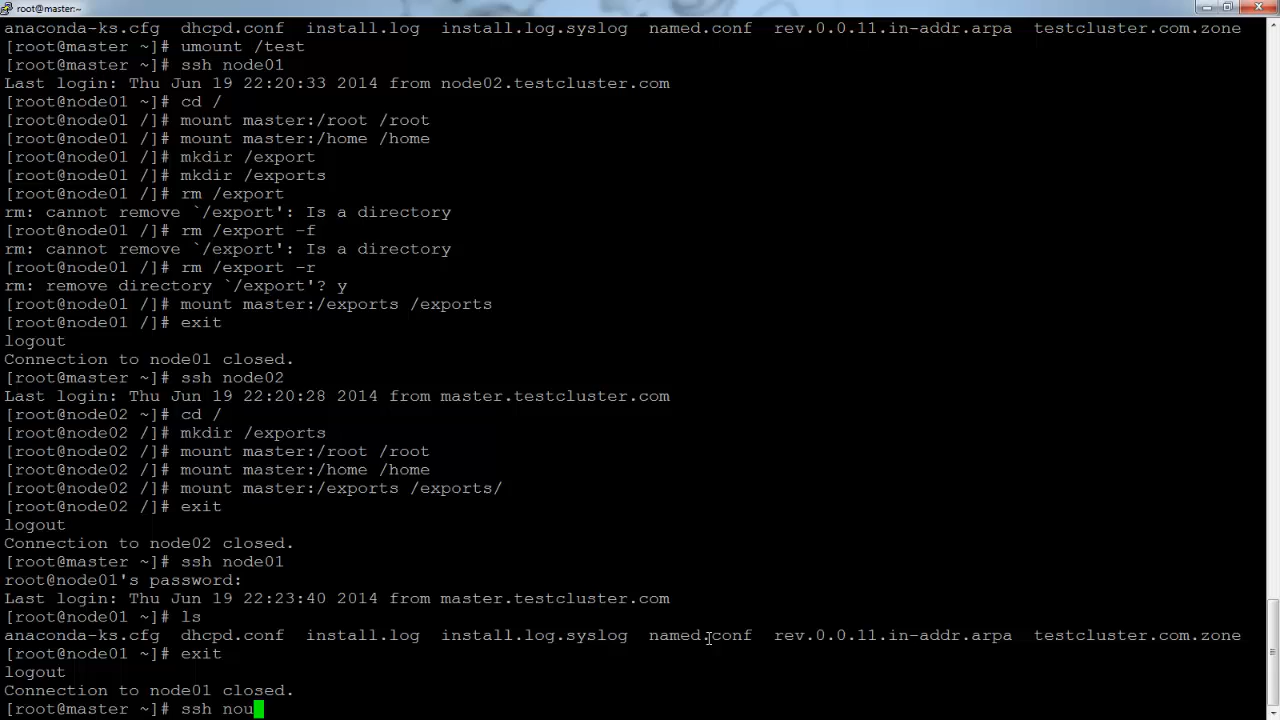 root@master:~
anaconda-ks.cfg  dhcpd.conf  install.log  install.log.syslog  named.conf  rev.0.0.11.in-addr.arpa  testcluster.com.zone
[root@master ~]# umount /test
[root@master ~]# ssh node01
Last login: Thu Jun 19 22:20:33 2014 from node02.testcluster.com
[root@node01 ~]# cd /
[root@node01 /]# mount master:/root /root
[root@node01 /]# mount master:/home /home
[root@node01 /]# mkdir /export
[root@node01 /]# mkdir /exports
[root@node01 /]# rm /export
rm: cannot remove `/export': Is a directory
[root@node01 /]# rm /export -f
rm: cannot remove `/export': Is a directory
[root@node01 /]# rm /export -r
rm: remove directory `/export'? y
[root@node01 /]# mount master:/exports /exports
[root@node01 /]# exit
logout
Connection to node01 closed.
[root@master ~]# ssh node02
Last login: Thu Jun 19 22:20:28 2014 from master.testcluster.com
[root@node02 ~]# cd /
[root@node02 /]# mkdir /exports
[root@node02 /]# mount master:/root /root
[root@node02 /]# mount master:/home /home
[root@node02 /]# mount master:/exports /exports/
[root@node02 /]# exit
logout
Connection to node02 closed.
[root@master ~]# ssh node01
root@node01's password:
Last login: Thu Jun 19 22:23:40 2014 from master.testcluster.com
[root@node01 ~]# ls
anaconda-ks.cfg  dhcpd.conf  install.log  install.log.syslog  named.conf  rev.0.0.11.in-addr.arpa  testcluster.com.zone
[root@node01 ~]# exit
logout
Connection to node01 closed.
[root@master ~]# ssh nou